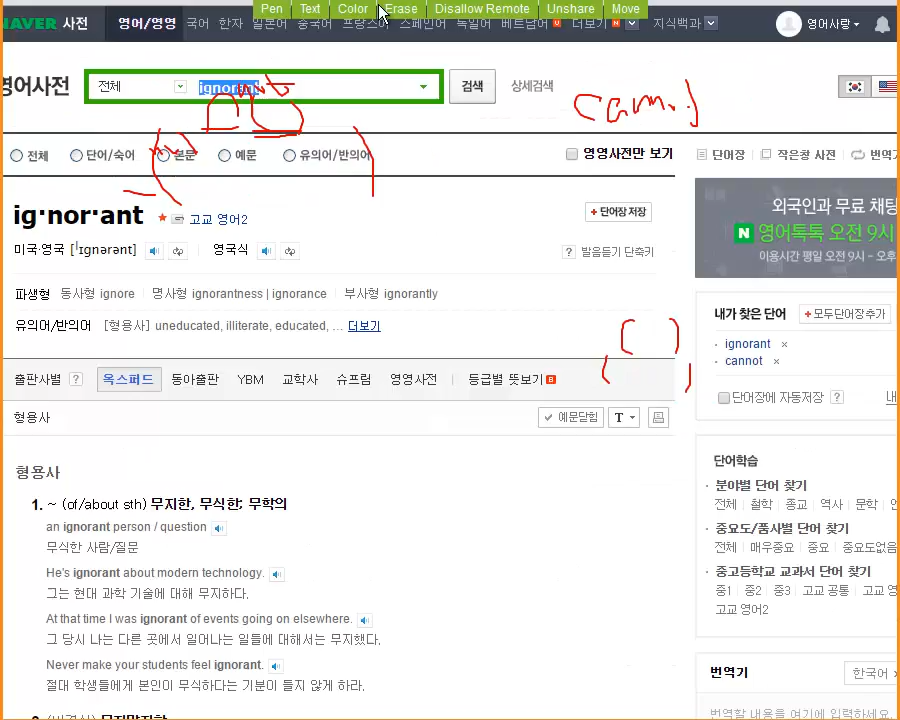 Pen Text Color Erase Disallow Remote Unshare Move
NAVER 사전 영어/영영 국어 한자 일본어 중국어 프랑스어 스페인어 독일어 베트남어 더보기 지식백과 영어사랑
영어사전 전체 ignorant 검색 상세검색
전체 단어/숙어 본문 예문 유의어/반의어 영영사전만 보기 단어장 작은창 사전 번역기
ig·nor·ant ★ 고교 영어2 + 단어장 저장
미국·영국 [ˈɪgnərənt] 영국식 ? 발음듣기 단축키
파생형 동사형 ignore 명사형 ignorantness | ignorance 부사형 ignorantly
유의어/반의어 [형용사] uneducated, illiterate, educated, ... 더보기
출판사별 ? 옥스퍼드 동아출판 YBM 교학사 슈프림 영영사전 등급별 뜻보기
형용사 예문닫힘 T
형용사
1. ~ (of/about sth) 무지한, 무식한; 무학의
an ignorant person / question
무식한 사람/질문
He's ignorant about modern technology.
그는 현대 과학 기술에 대해 무지하다.
At that time I was ignorant of events going on elsewhere.
그 당시 나는 다른 곳에서 일어나는 일들에 대해서는 무지했다.
Never make your students feel ignorant.
절대 학생들에게 본인이 무식하다는 기분이 들지 않게 하라.
외국인과 무료 채팅
N 영어톡톡 오전 9시
이용시간 평일 오전 9시 - 오후
내가 찾은 단어 + 모두단어장추가
· ignorant ×
· cannot ×
단어장에 자동저장 ?
단어학습
· 분야별 단어 찾기
전체 철학 종교 역사 문학
· 중요도/품사별 단어 찾기
전체 매우중요 중요 중요도없음
· 중고등학교 교과서 단어 찾기
중1 중2 중3 고교 공통 고교 영
고교 영어2
번역기 한국어
번역할 내용을 여기에 입력하세요.